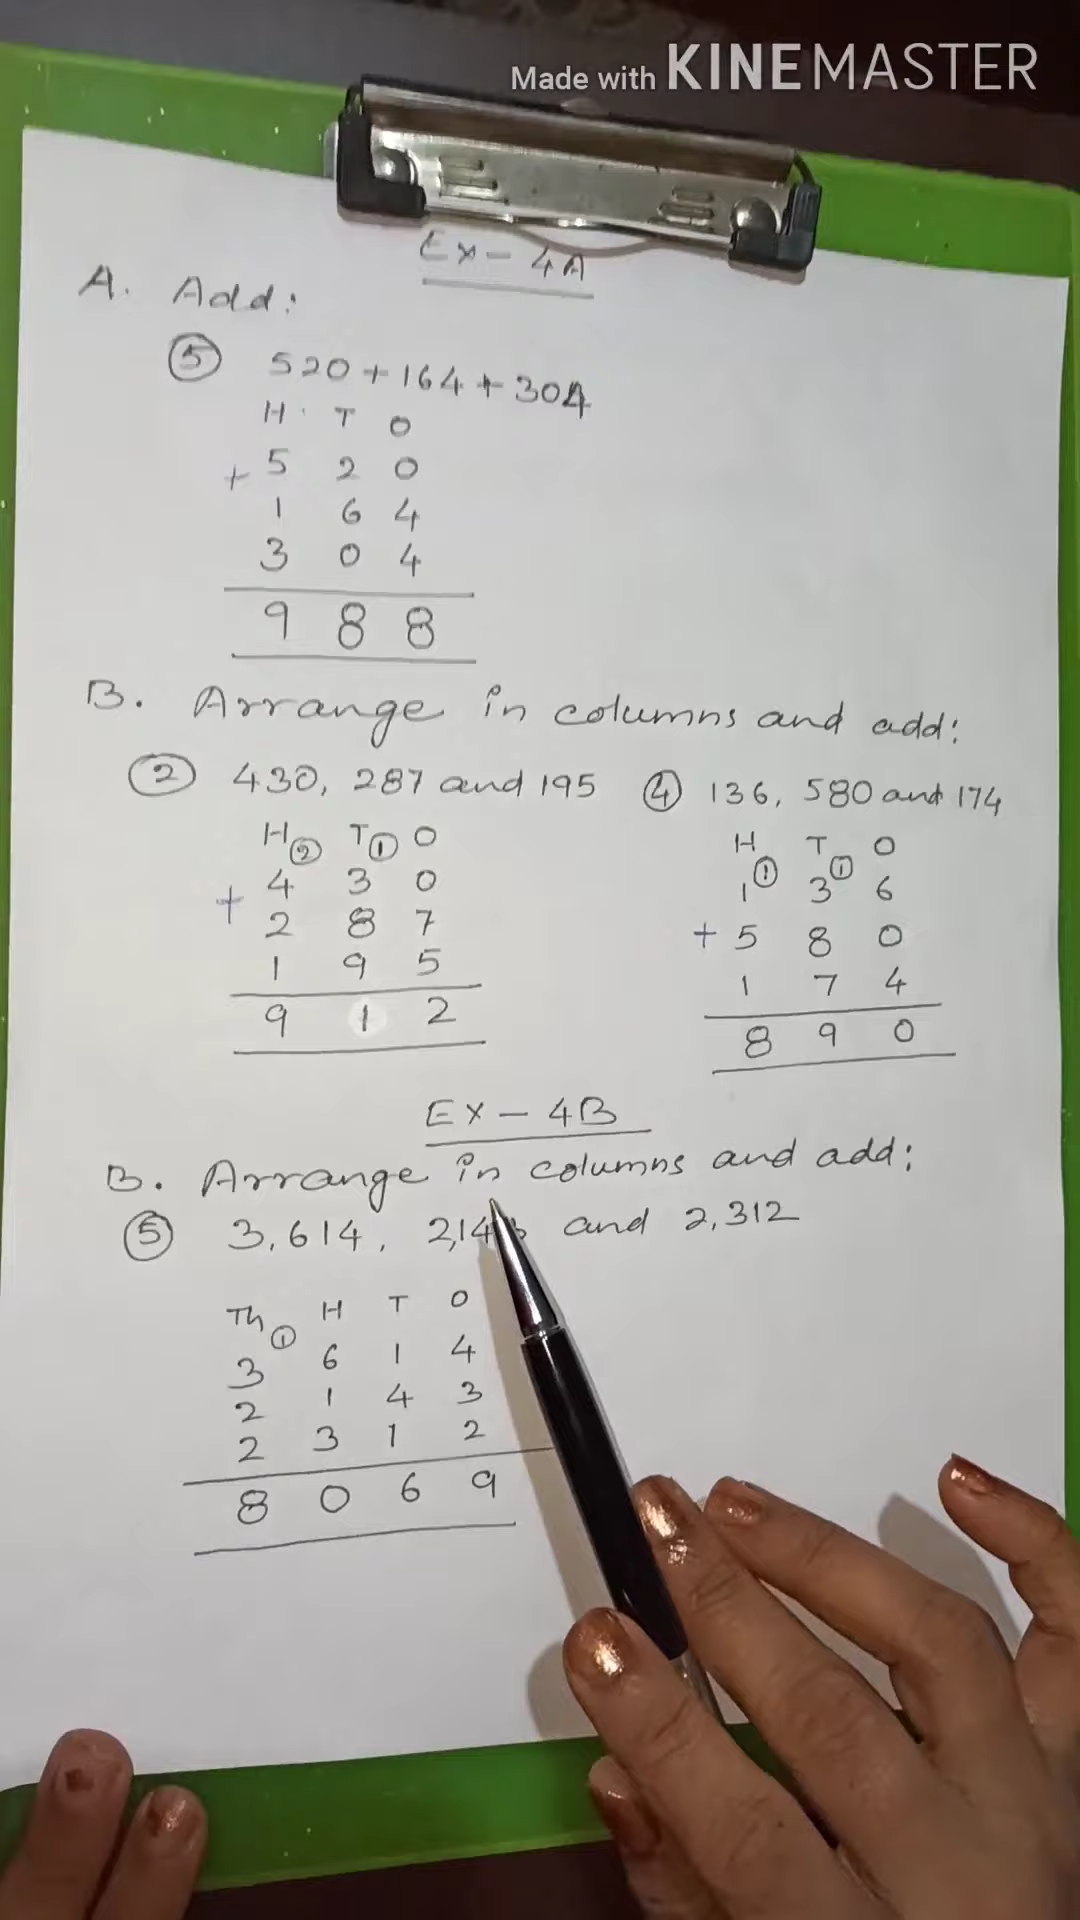 Made with KINEMASTER
Ex - 4A
A. Add:
5 520 + 164 + 304
H T O
+ 5 2 0
1 6 4
3 0 4
9 8 8
B. Arrange in columns and add:
2 430, 287 and 195
H 2 T 1 O
+ 4 3 0
2 8 7
1 9 5
9 1 2
4 136, 580 and 174
H T O
1 1
1 3 6
+ 5 8 0
1 7 4
8 9 0
EX - 4B
B. Arrange in columns and add:
5 3,614, and 2,312
Th H T O
1
3 6 1 4
2 1 4 3
2 3 1 2
8 0 6 9